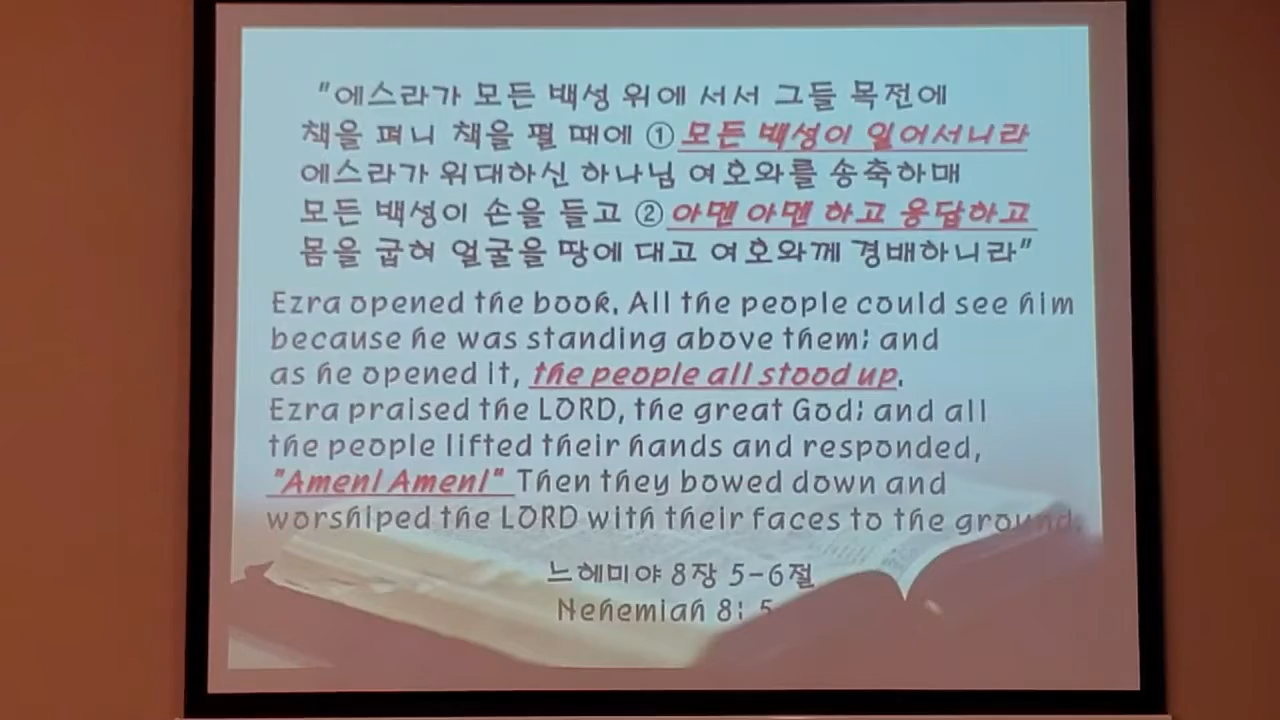 "에스라가 모든 백성 위에 서서 그들 목전에
책을 펴니 책을 펼 때에 ① 모든 백성이 일어서니라
에스라가 위대하신 하나님 여호와를 송축하매
모든 백성이 손을 들고 ② 아멘 아멘 하고 응답하고
몸을 굽혀 얼굴을 땅에 대고 여호와께 경배하니라"
Ezra opened the book. All the people could see him
because he was standing above them; and
as he opened it, the people all stood up.
Ezra praised the LORD, the great God; and all
the people lifted their hands and responded,
"Amen! Amen!" Then they bowed down and
worshiped the LORD with their faces to the ground.
느헤미야 8장 5-6절
Nehemiah 8: 5-